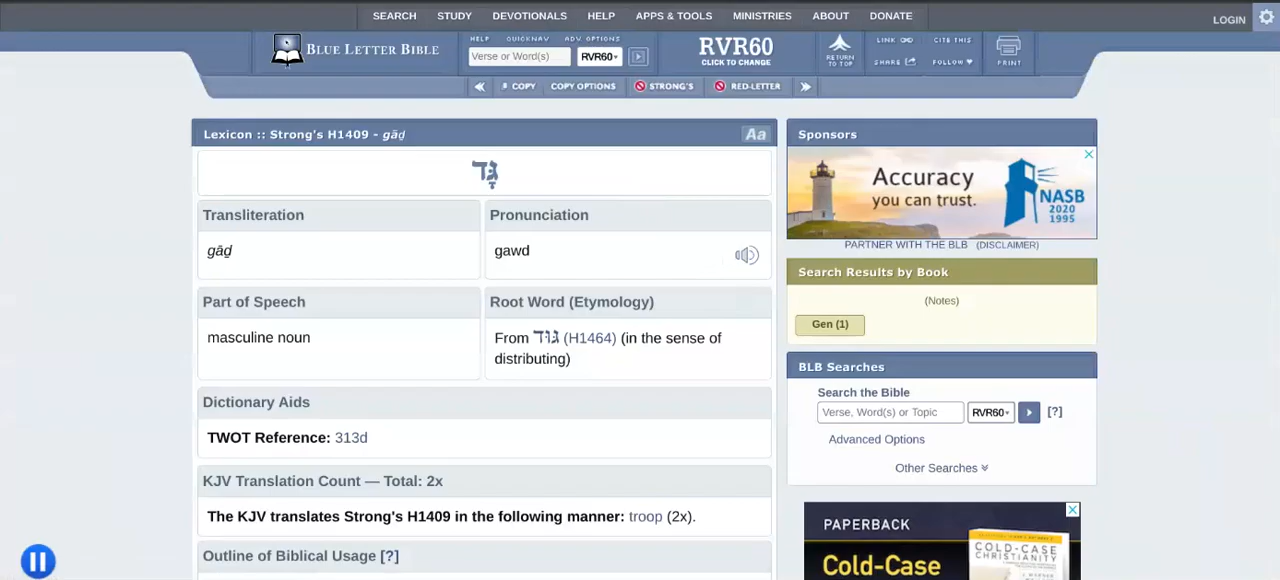 SEARCH STUDY DEVOTIONALS HELP APPS & TOOLS MINISTRIES ABOUT DONATE
LOGIN
BLUE LETTER BIBLE
HELP QUICKNAV ADV. OPTIONS
Verse or Word(s)... RVR60
RVR60
CLICK TO CHANGE
RETURN TO TOP
LINK CITE THIS
SHARE FOLLOW
PRINT
COPY COPY OPTIONS STRONG'S RED-LETTER
Lexicon :: Strong's H1409 - gāḏ
Aa
גָּד
Transliteration
gāḏ
Pronunciation
gawd
Part of Speech
masculine noun
Root Word (Etymology)
From גּוּד (H1464) (in the sense of
distributing)
Dictionary Aids
TWOT Reference: 313d
KJV Translation Count — Total: 2x
The KJV translates Strong's H1409 in the following manner: troop (2x).
Outline of Biblical Usage [?]
Sponsors
Accuracy
you can trust.
NASB
2020
1995
PARTNER WITH THE BLB (DISCLAIMER)
Search Results by Book
(Notes)
Gen (1)
BLB Searches
Search the Bible
Verse, Word(s) or Topic RVR60 [?]
Advanced Options
Other Searches
PAPERBACK
Cold-Case
COLD-CASE
CHRISTIANITY